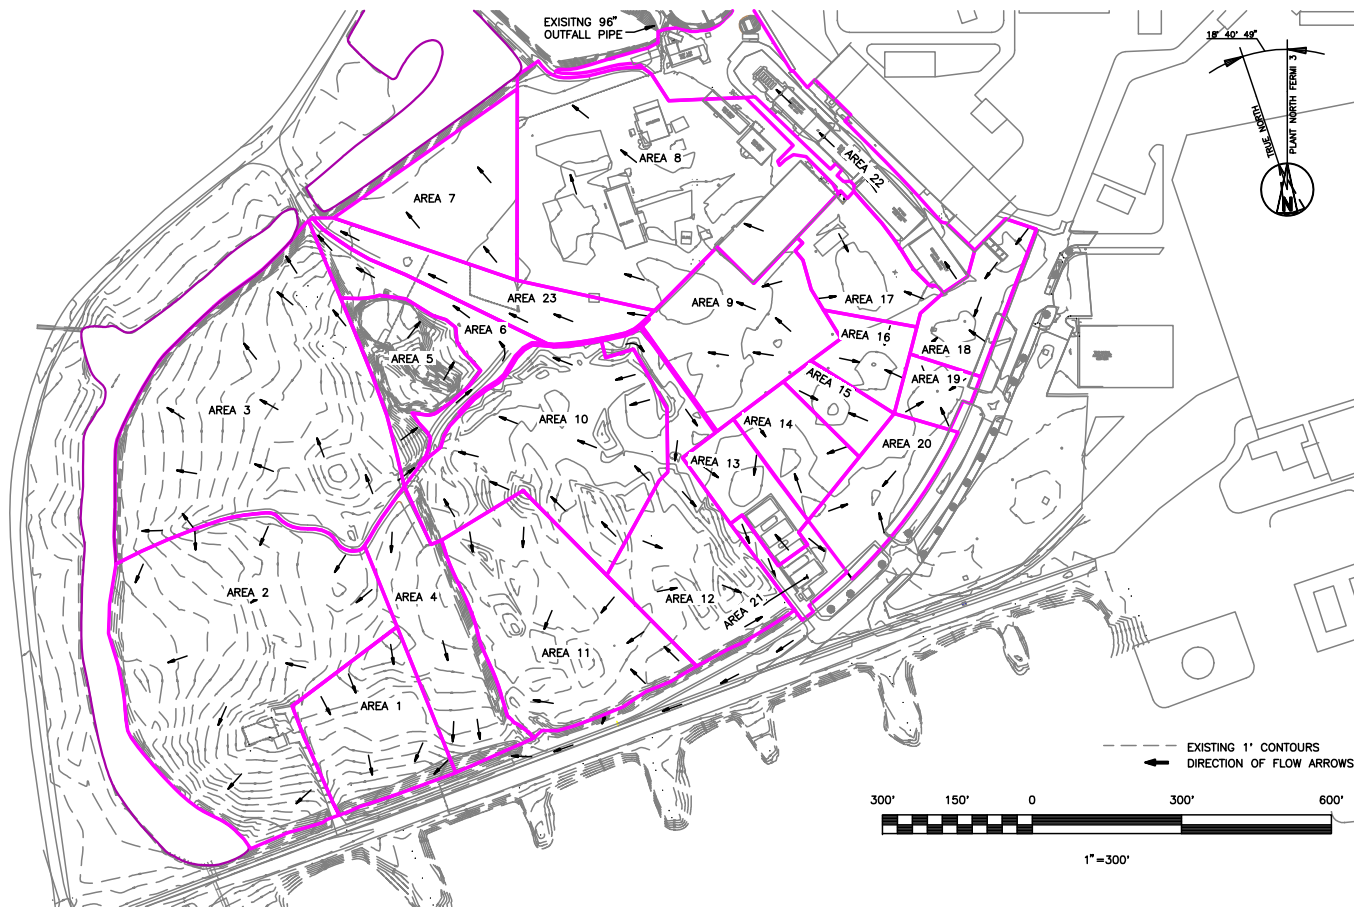 EXISITNG 96"
OUTFALL PIPE
16° 40' 49"
TRUE NORTH
PLANT NORTH FERMI 3
N
AREA 8
AREA 22
AREA 7
AREA 23
AREA 9
AREA 17
AREA 6
AREA 16
AREA 18
AREA 5
AREA 15
AREA 19
AREA 3
AREA 10
AREA 14
AREA 20
AREA 13
AREA 2
AREA 4
AREA 12
AREA 21
AREA 11
AREA 1
EXISTING 1' CONTOURS
DIRECTION OF FLOW ARROWS
300' 150' 0 300' 600'
1"=300'